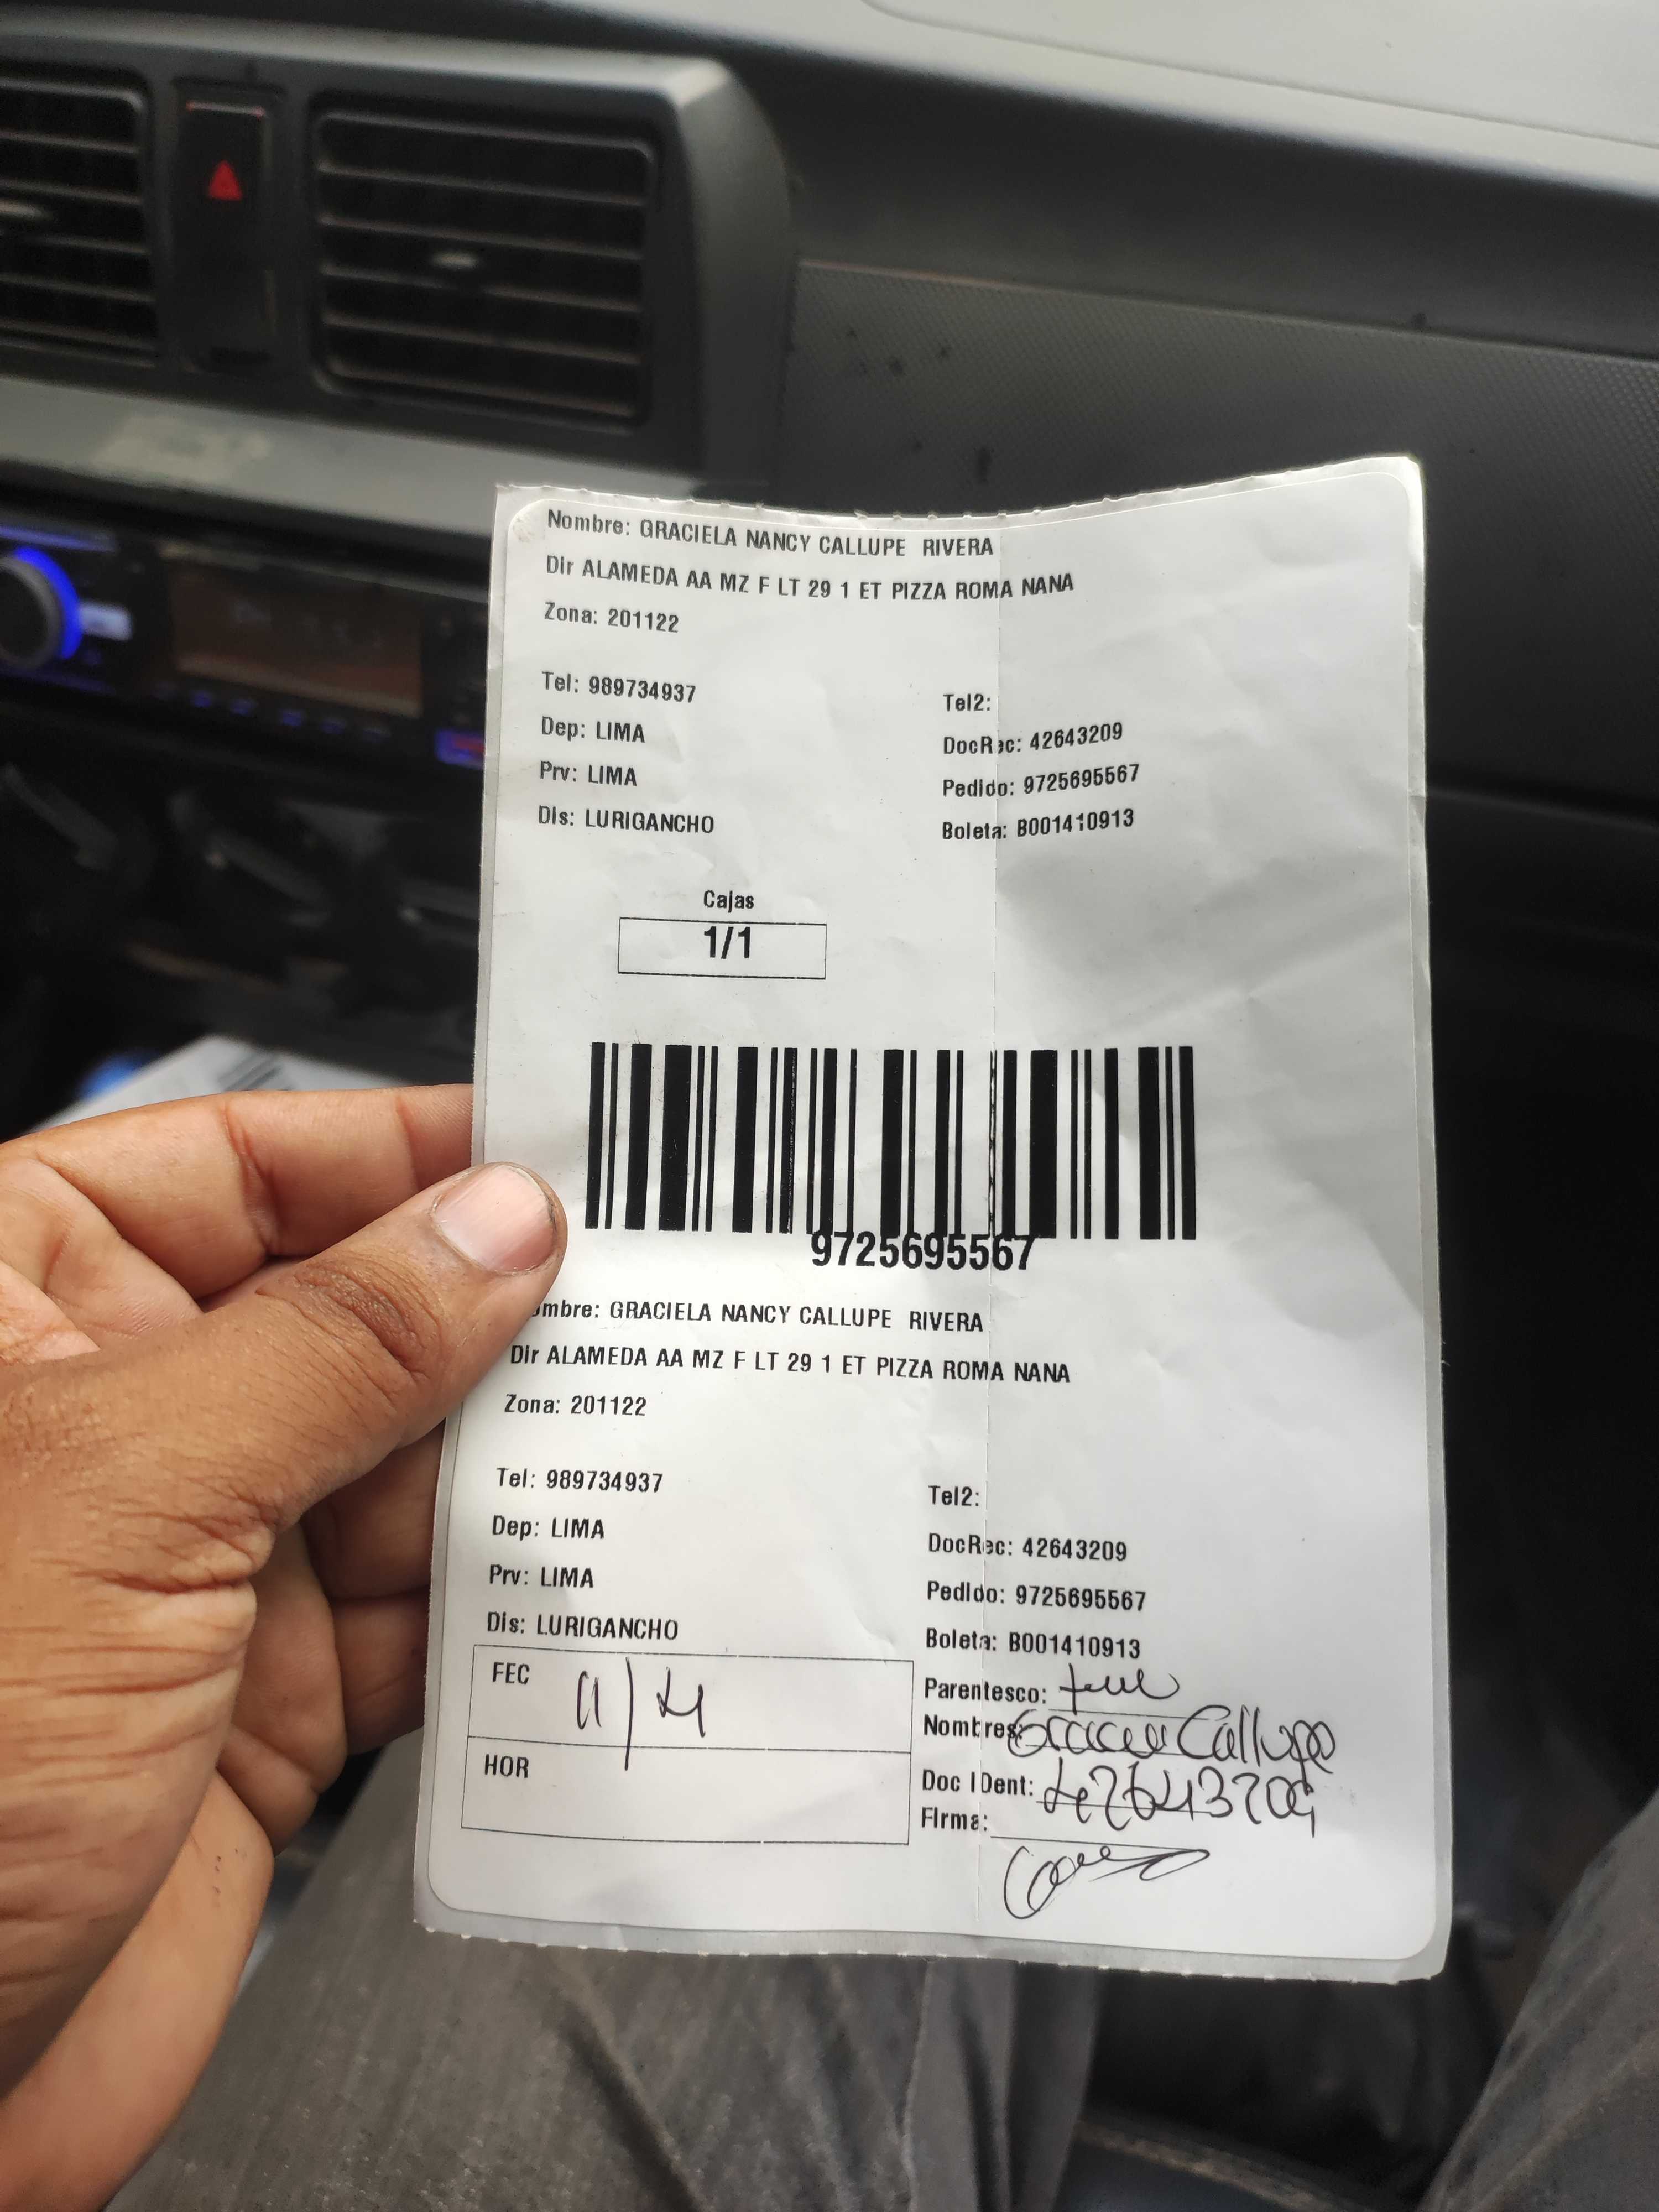 Nombre: GRACIELA NANCY CALLUPE RIVERA
Dir ALAMEDA AA MZ F LT 29 1 ET PIZZA ROMA NANA
Zona: 201122
Tel: 989734937
Tel2:
Dep: LIMA
DocRec: 42643209
Prv: LIMA
Pedido: 9725695567
Dis: LURIGANCHO
Boleta: B001410913
Cajas
1/1
9725695567
ombre: GRACIELA NANCY CALLUPE RIVERA
Dir ALAMEDA AA MZ F LT 29 1 ET PIZZA ROMA NANA
Zona: 201122
Tel: 989734937
Tel2:
Dep: LIMA
DocRec: 42643209
Prv: LIMA
Pedido: 9725695567
Dis: LURIGANCHO
Boleta: B001410913
FEC 11/4
Parentesco:
Nombres: Graciela Callupe
HOR
Doc IDent: 42643209
Firma: